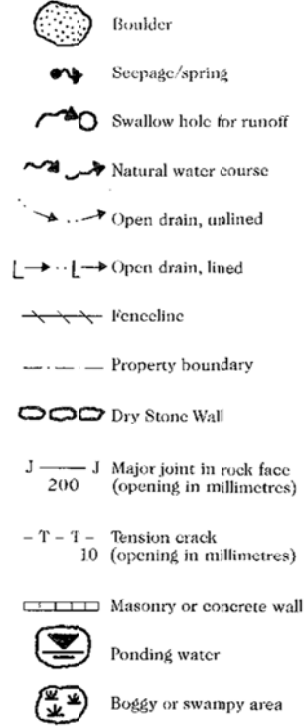 Boulder
Seepage/spring
Swallow hole for runoff
Natural water course
Open drain, unlined
L L Open drain, lined
Fenceline
Property boundary
Dry Stone Wall
J J Major joint in rock face
200 (opening in millimetres)
- T - T - Tension crack
10 (opening in millimetres)
Masonry or concrete wall
Ponding water
Boggy or swampy area